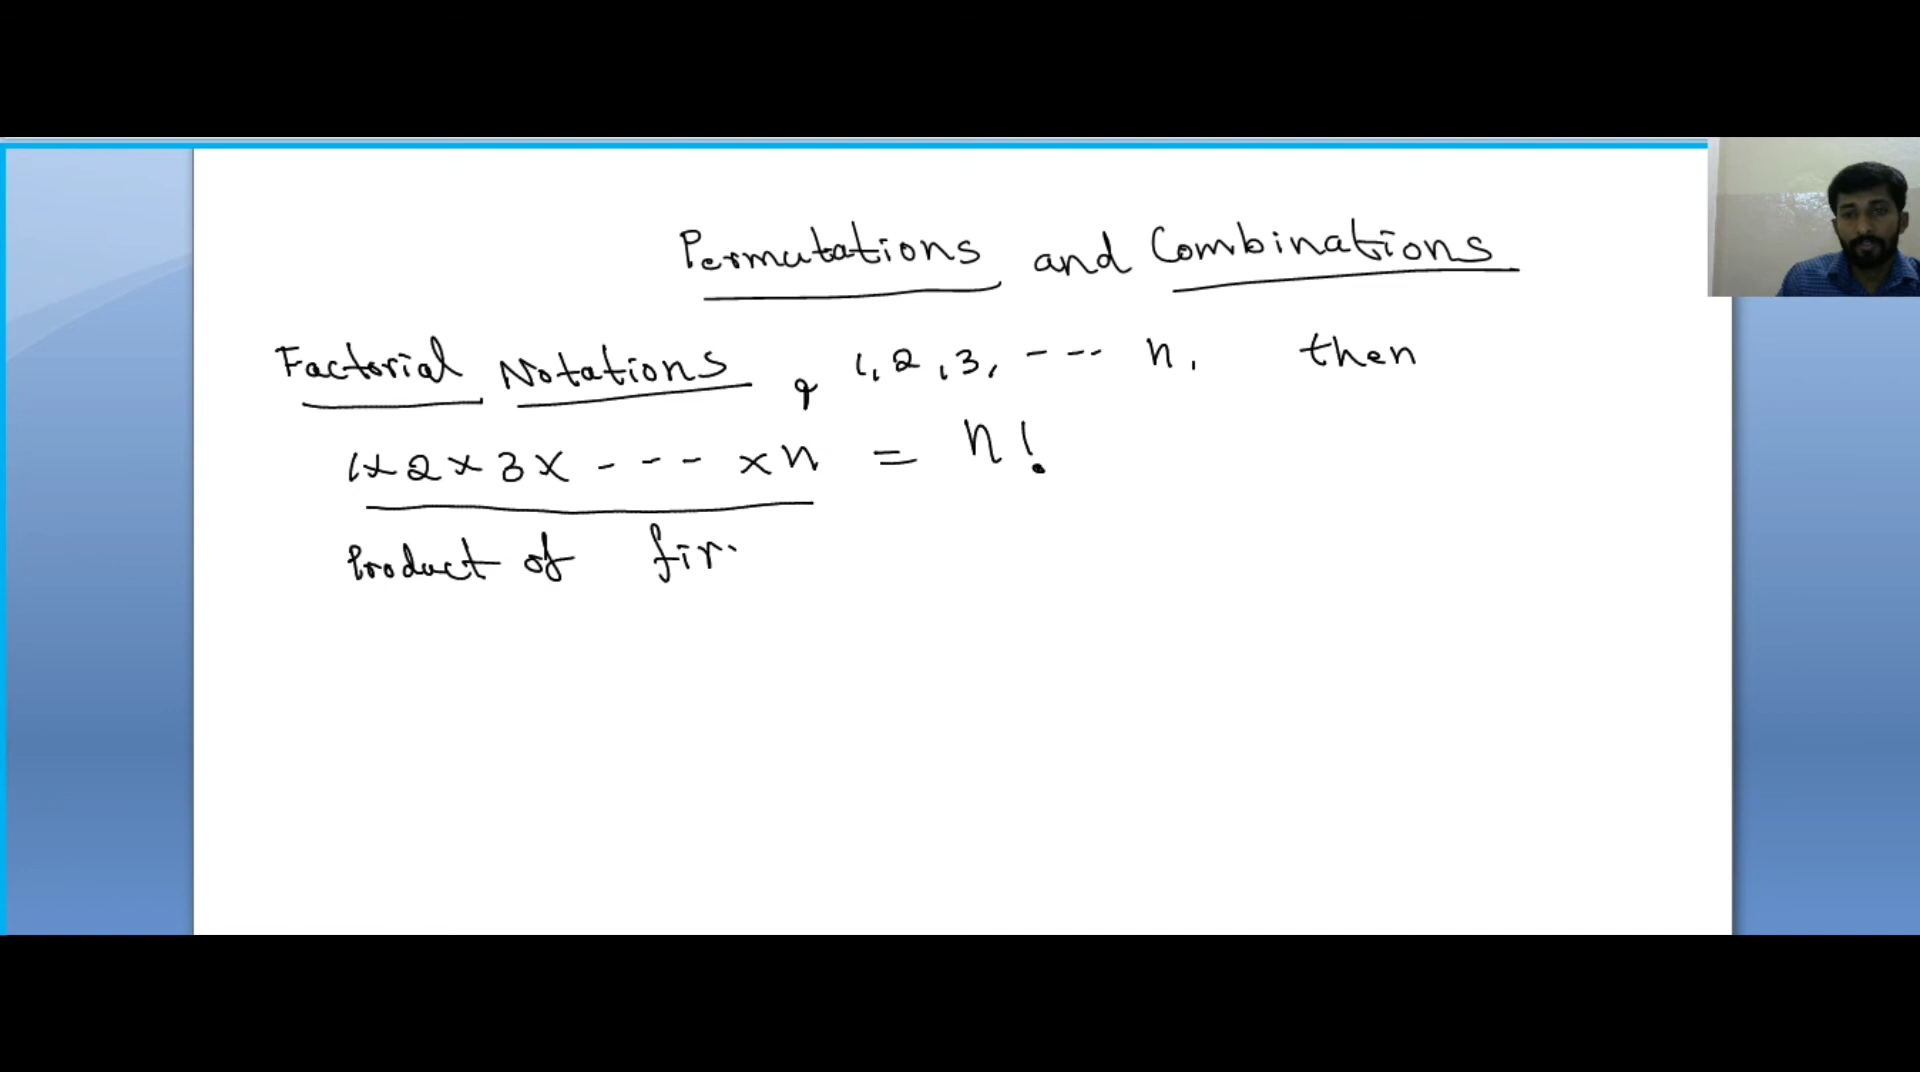 Permutations and Combinations
Factorial Notations , 1, 2, 3, --- n, then
1 × 2 × 3 × ---- × n = n!
Product of fir